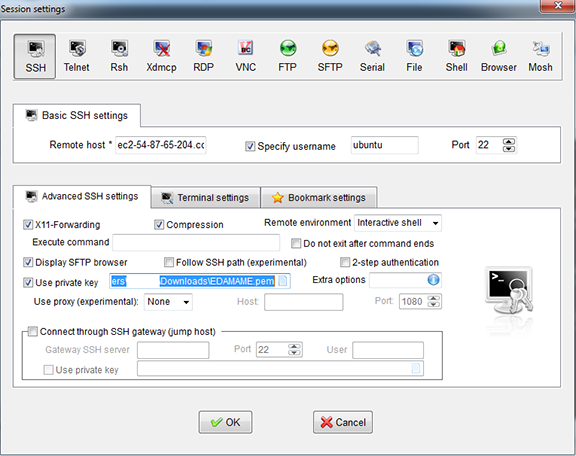 Session settings
SSH Telnet Rsh Xdmcp RDP VNC FTP SFTP Serial File Shell Browser Mosh
Basic SSH settings
Remote host * ec2-54-87-65-204.cc Specify username ubuntu Port 22
Advanced SSH settings Terminal settings Bookmark settings
X11-Forwarding Compression Remote environment Interactive shell
Execute command Do not exit after command ends
Display SFTP browser Follow SSH path (experimental) 2-step authentication
Use private key ers\ Downloads\EDAMAME.pem Extra options
Use proxy (experimental): None Host: Port: 1080
Connect through SSH gateway (jump host)
Gateway SSH server Port 22 User
Use private key
OK Cancel